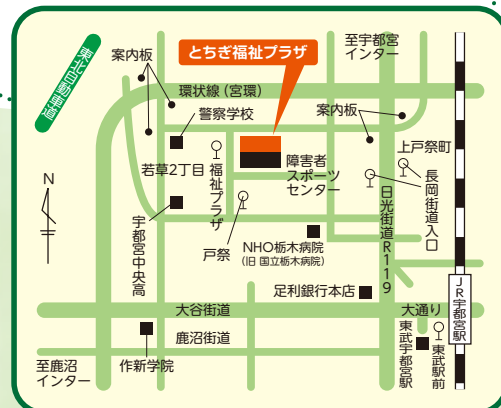 東北自動車道
案内板
とちぎ福祉プラザ
至宇都宮
インター
環状線（宮環）
警察学校
案内板
上戸祭町
若草2丁目
福祉プラザ
障害者
スポーツ
センター
長岡街道入口
N
宇都宮中央高
戸祭
NHO栃木病院
（旧 国立栃木病院）
日光街道R119
足利銀行本店
JR宇都宮駅
大谷街道
大通り
鹿沼街道
東武宇都宮駅
東武駅前
至鹿沼
インター
作新学院